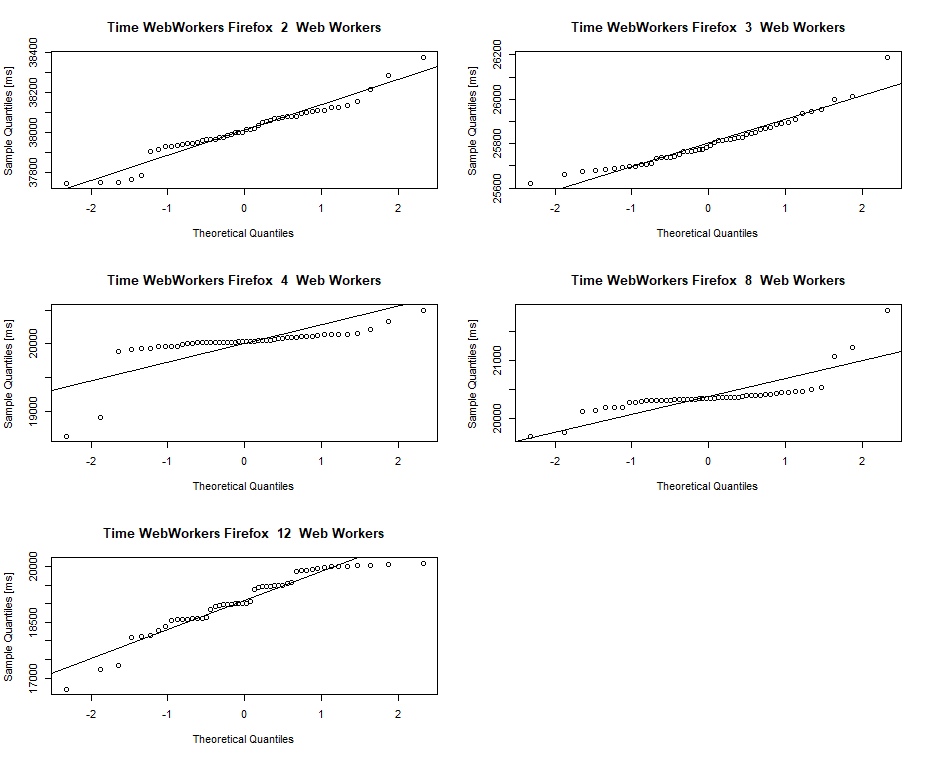 Time WebWorkers Firefox 2 Web Workers
Sample Quantiles [ms]
37800 38000 38200 38400
-2 -1 0 1 2
Theoretical Quantiles
Time WebWorkers Firefox 3 Web Workers
Sample Quantiles [ms]
25600 25800 26000 26200
-2 -1 0 1 2
Theoretical Quantiles
Time WebWorkers Firefox 4 Web Workers
Sample Quantiles [ms]
19000 20000
-2 -1 0 1 2
Theoretical Quantiles
Time WebWorkers Firefox 8 Web Workers
Sample Quantiles [ms]
20000 21000
-2 -1 0 1 2
Theoretical Quantiles
Time WebWorkers Firefox 12 Web Workers
Sample Quantiles [ms]
17000 18500 20000
-2 -1 0 1 2
Theoretical Quantiles